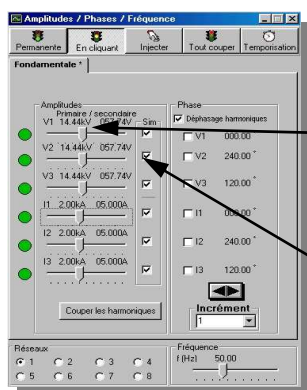 Amplitudes / Phases / Fréquence
Permanente En cliquant Injecter Tout couper Temporisation
Fondamentale *
Amplitudes
Primaire / secondaire
Sim
V1 14.44kV 057.74V
V2 14.44kV 057.74V
V3 14.44kV 057.74V
I1 2.00kA 05.000A
I2 2.00kA 05.000A
I3 2.00kA 05.000A
Couper les harmoniques
Phase
Déphasage harmoniques
V1 000.00
V2 240.00 °
V3 120.00 °
I1 000.00 °
I2 240.00 °
I3 120.00 °
Incrément
1
Réseaux
1 2 3 4
5 6 7 8
Fréquence
f (Hz) 50.00